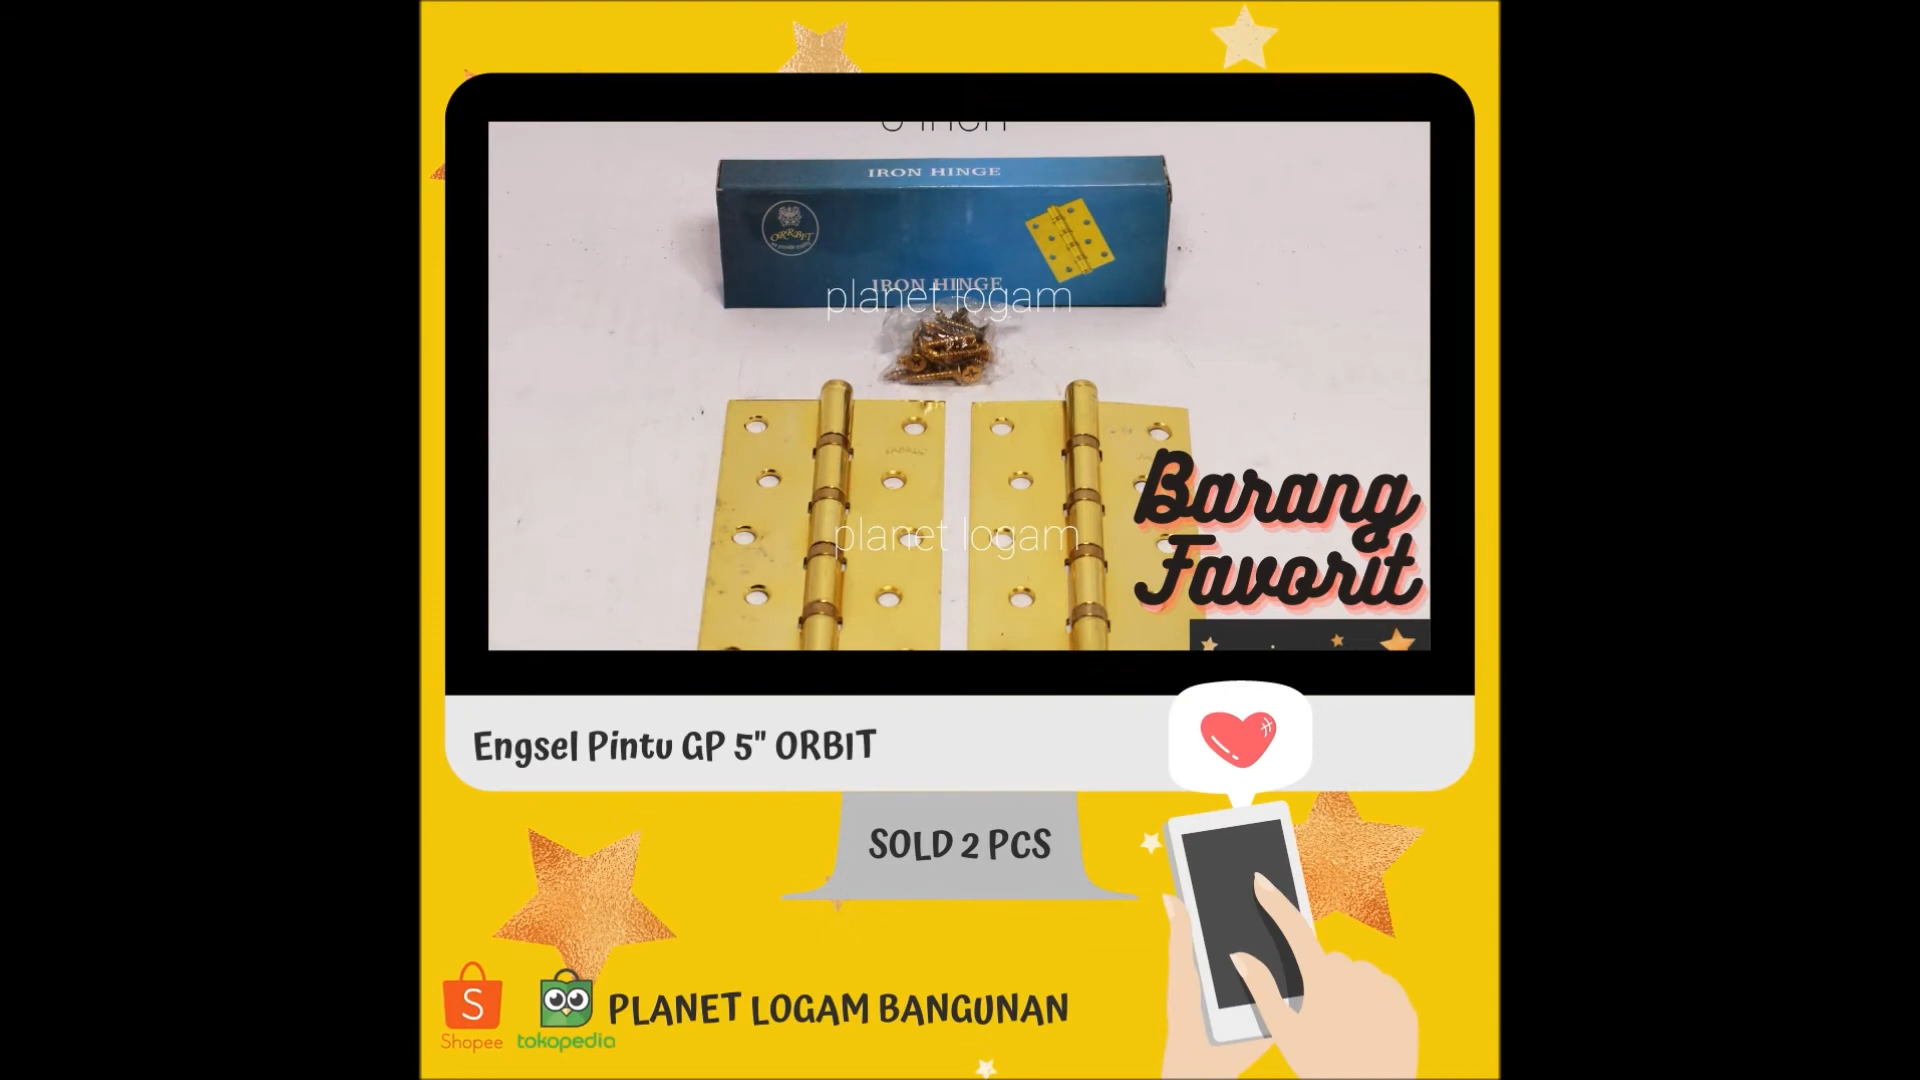 IRON HINGE
ORRBIT
IRON HINGE
planet logam
planet logam
Barang
Favorit
Engsel Pintu GP 5" ORBIT
SOLD 2 PCS
S
Shopee
tokopedia
PLANET LOGAM BANGUNAN